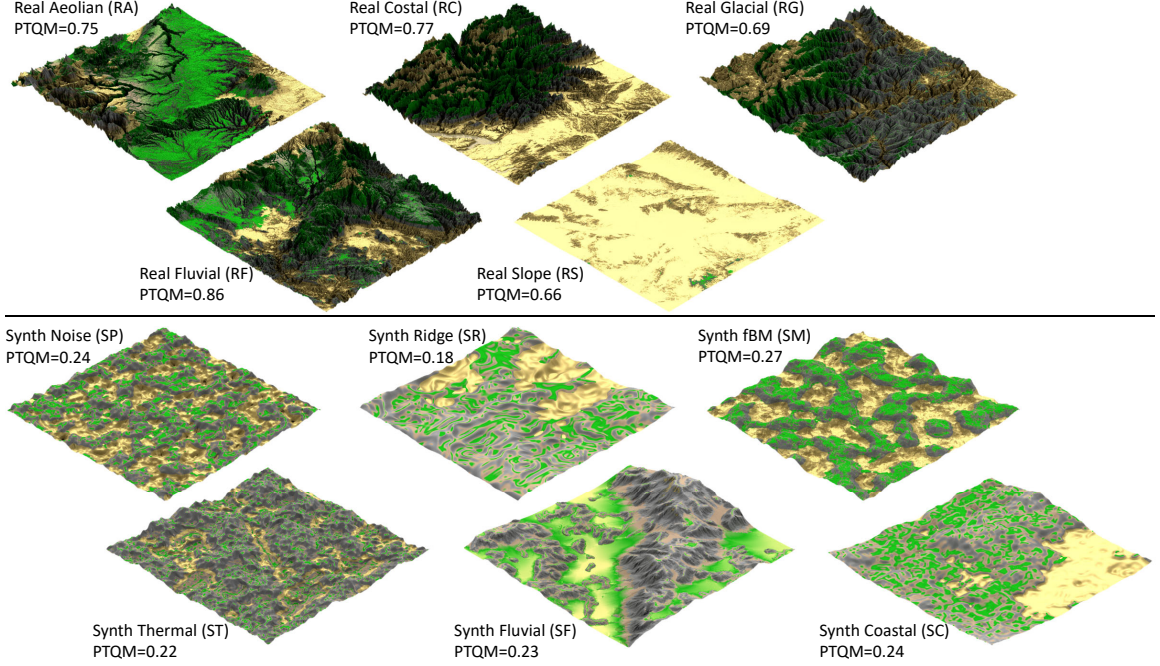 Real Aeolian (RA)
PTQM=0.75
Real Costal (RC)
PTQM=0.77
Real Glacial (RG)
PTQM=0.69
Real Fluvial (RF)
PTQM=0.86
Real Slope (RS)
PTQM=0.66
Synth Noise (SP)
PTQM=0.24
Synth Ridge (SR)
PTQM=0.18
Synth fBM (SM)
PTQM=0.27
Synth Thermal (ST)
PTQM=0.22
Synth Fluvial (SF)
PTQM=0.23
Synth Coastal (SC)
PTQM=0.24